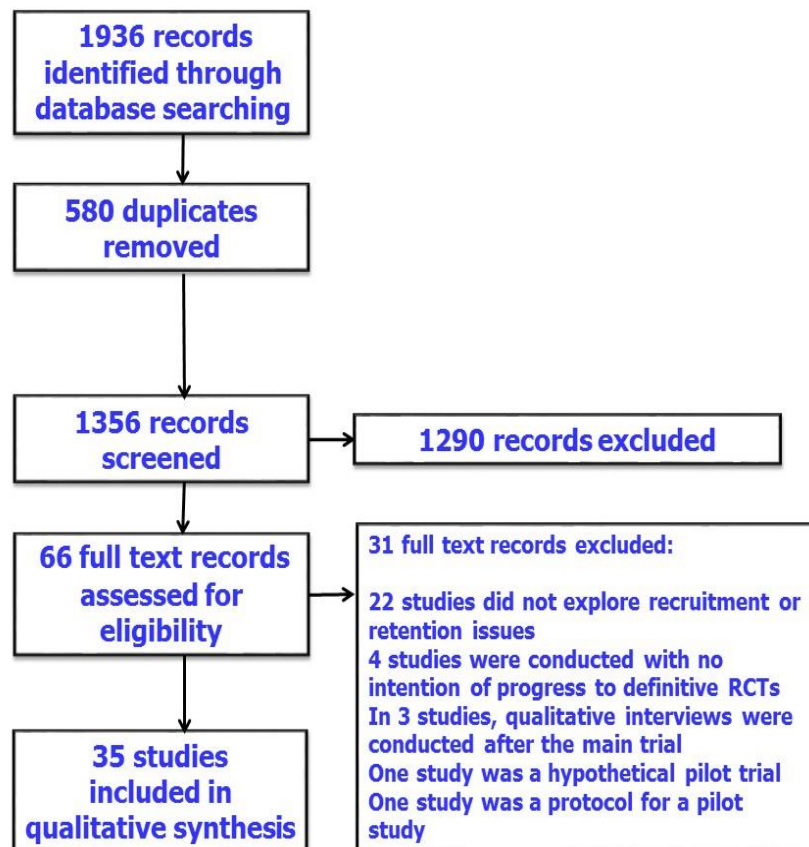 1936 records
identified through
database searching
580 duplicates
removed
1356 records
screened
1290 records excluded
66 full text records
assessed for
eligibility
31 full text records excluded:
22 studies did not explore recruitment or
retention issues
4 studies were conducted with no
intention of progress to definitive RCTs
In 3 studies, qualitative interviews were
conducted after the main trial
One study was a hypothetical pilot trial
One study was a protocol for a pilot
study
35 studies
included in
qualitative synthesis